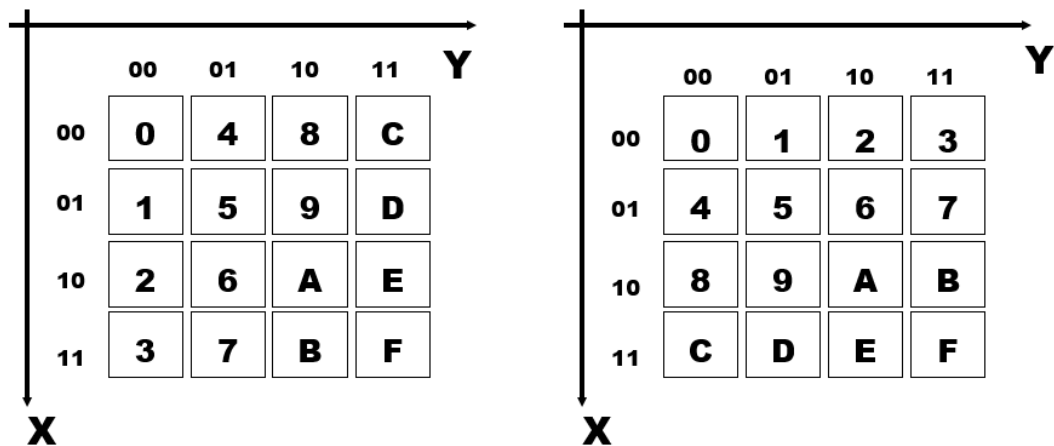 Y
00 01 10 11
00 0 4 8 C
01 1 5 9 D
10 2 6 A E
11 3 7 B F
X
Y
00 01 10 11
00 0 1 2 3
01 4 5 6 7
10 8 9 A B
11 C D E F
X